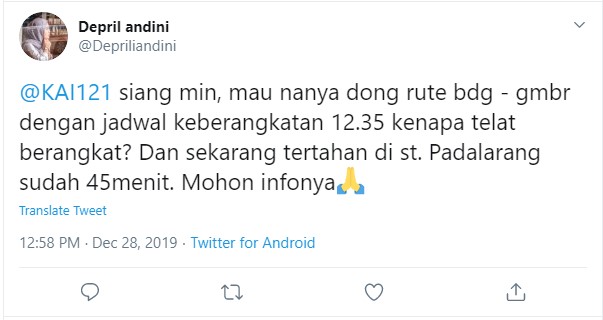 Depril andini
@Depriliandini
@KAI121 siang min, mau nanya dong rute bdg - gmbr
dengan jadwal keberangkatan 12.35 kenapa telat
berangkat? Dan sekarang tertahan di st. Padalarang
sudah 45menit. Mohon infonya🙏
Translate Tweet
12:58 PM · Dec 28, 2019 · Twitter for Android